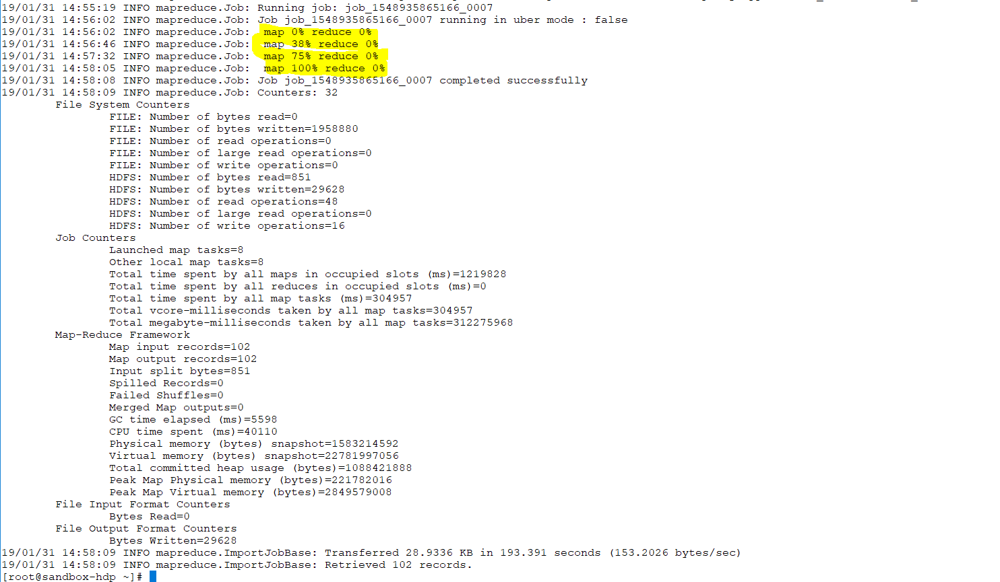 19/01/31 14:55:19 INFO mapreduce.Job: Running job: job_1548935865166_0007
19/01/31 14:56:02 INFO mapreduce.Job: Job job_1548935865166_0007 running in uber mode : false
19/01/31 14:56:02 INFO mapreduce.Job:  map 0% reduce 0%
19/01/31 14:56:46 INFO mapreduce.Job:  map 38% reduce 0%
19/01/31 14:57:32 INFO mapreduce.Job:  map 75% reduce 0%
19/01/31 14:58:05 INFO mapreduce.Job:  map 100% reduce 0%
19/01/31 14:58:08 INFO mapreduce.Job: Job job_1548935865166_0007 completed successfully
19/01/31 14:58:09 INFO mapreduce.Job: Counters: 32
File System Counters
FILE: Number of bytes read=0
FILE: Number of bytes written=1958880
FILE: Number of read operations=0
FILE: Number of large read operations=0
FILE: Number of write operations=0
HDFS: Number of bytes read=851
HDFS: Number of bytes written=29628
HDFS: Number of read operations=48
HDFS: Number of large read operations=0
HDFS: Number of write operations=16
Job Counters
Launched map tasks=8
Other local map tasks=8
Total time spent by all maps in occupied slots (ms)=1219828
Total time spent by all reduces in occupied slots (ms)=0
Total time spent by all map tasks (ms)=304957
Total vcore-milliseconds taken by all map tasks=304957
Total megabyte-milliseconds taken by all map tasks=312275968
Map-Reduce Framework
Map input records=102
Map output records=102
Input split bytes=851
Spilled Records=0
Failed Shuffles=0
Merged Map outputs=0
GC time elapsed (ms)=5598
CPU time spent (ms)=40110
Physical memory (bytes) snapshot=1583214592
Virtual memory (bytes) snapshot=22781997056
Total committed heap usage (bytes)=1088421888
Peak Map Physical memory (bytes)=221782016
Peak Map Virtual memory (bytes)=2849579008
File Input Format Counters
Bytes Read=0
File Output Format Counters
Bytes Written=29628
19/01/31 14:58:09 INFO mapreduce.ImportJobBase: Transferred 28.9336 KB in 193.391 seconds (153.2026 bytes/sec)
19/01/31 14:58:09 INFO mapreduce.ImportJobBase: Retrieved 102 records.
[root@sandbox-hdp ~]#